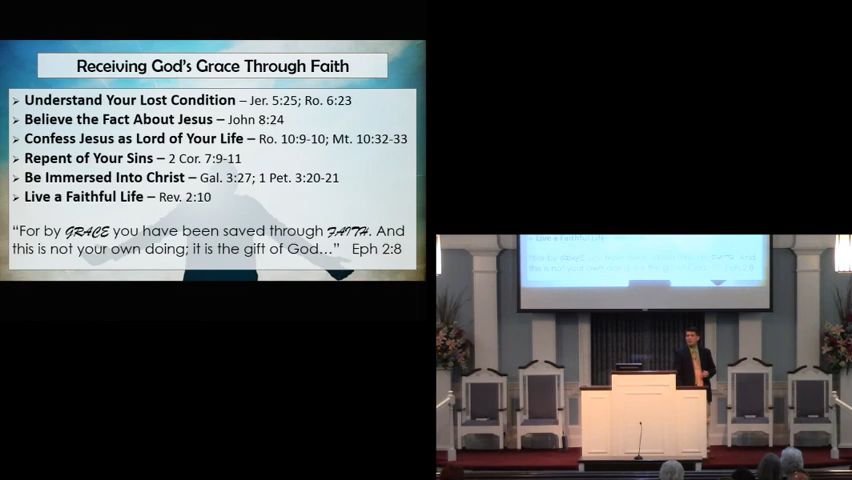 Receiving God's Grace Through Faith
➢ Understand Your Lost Condition – Jer. 5:25; Ro. 6:23
➢ Believe the Fact About Jesus – John 8:24
➢ Confess Jesus as Lord of Your Life – Ro. 10:9-10; Mt. 10:32-33
➢ Repent of Your Sins – 2 Cor. 7:9-11
➢ Be Immersed Into Christ – Gal. 3:27; 1 Pet. 3:20-21
➢ Live a Faithful Life – Rev. 2:10
“For by GRACE you have been saved through FAITH. And
this is not your own doing; it is the gift of God…” Eph 2:8
Live a Faithful Life